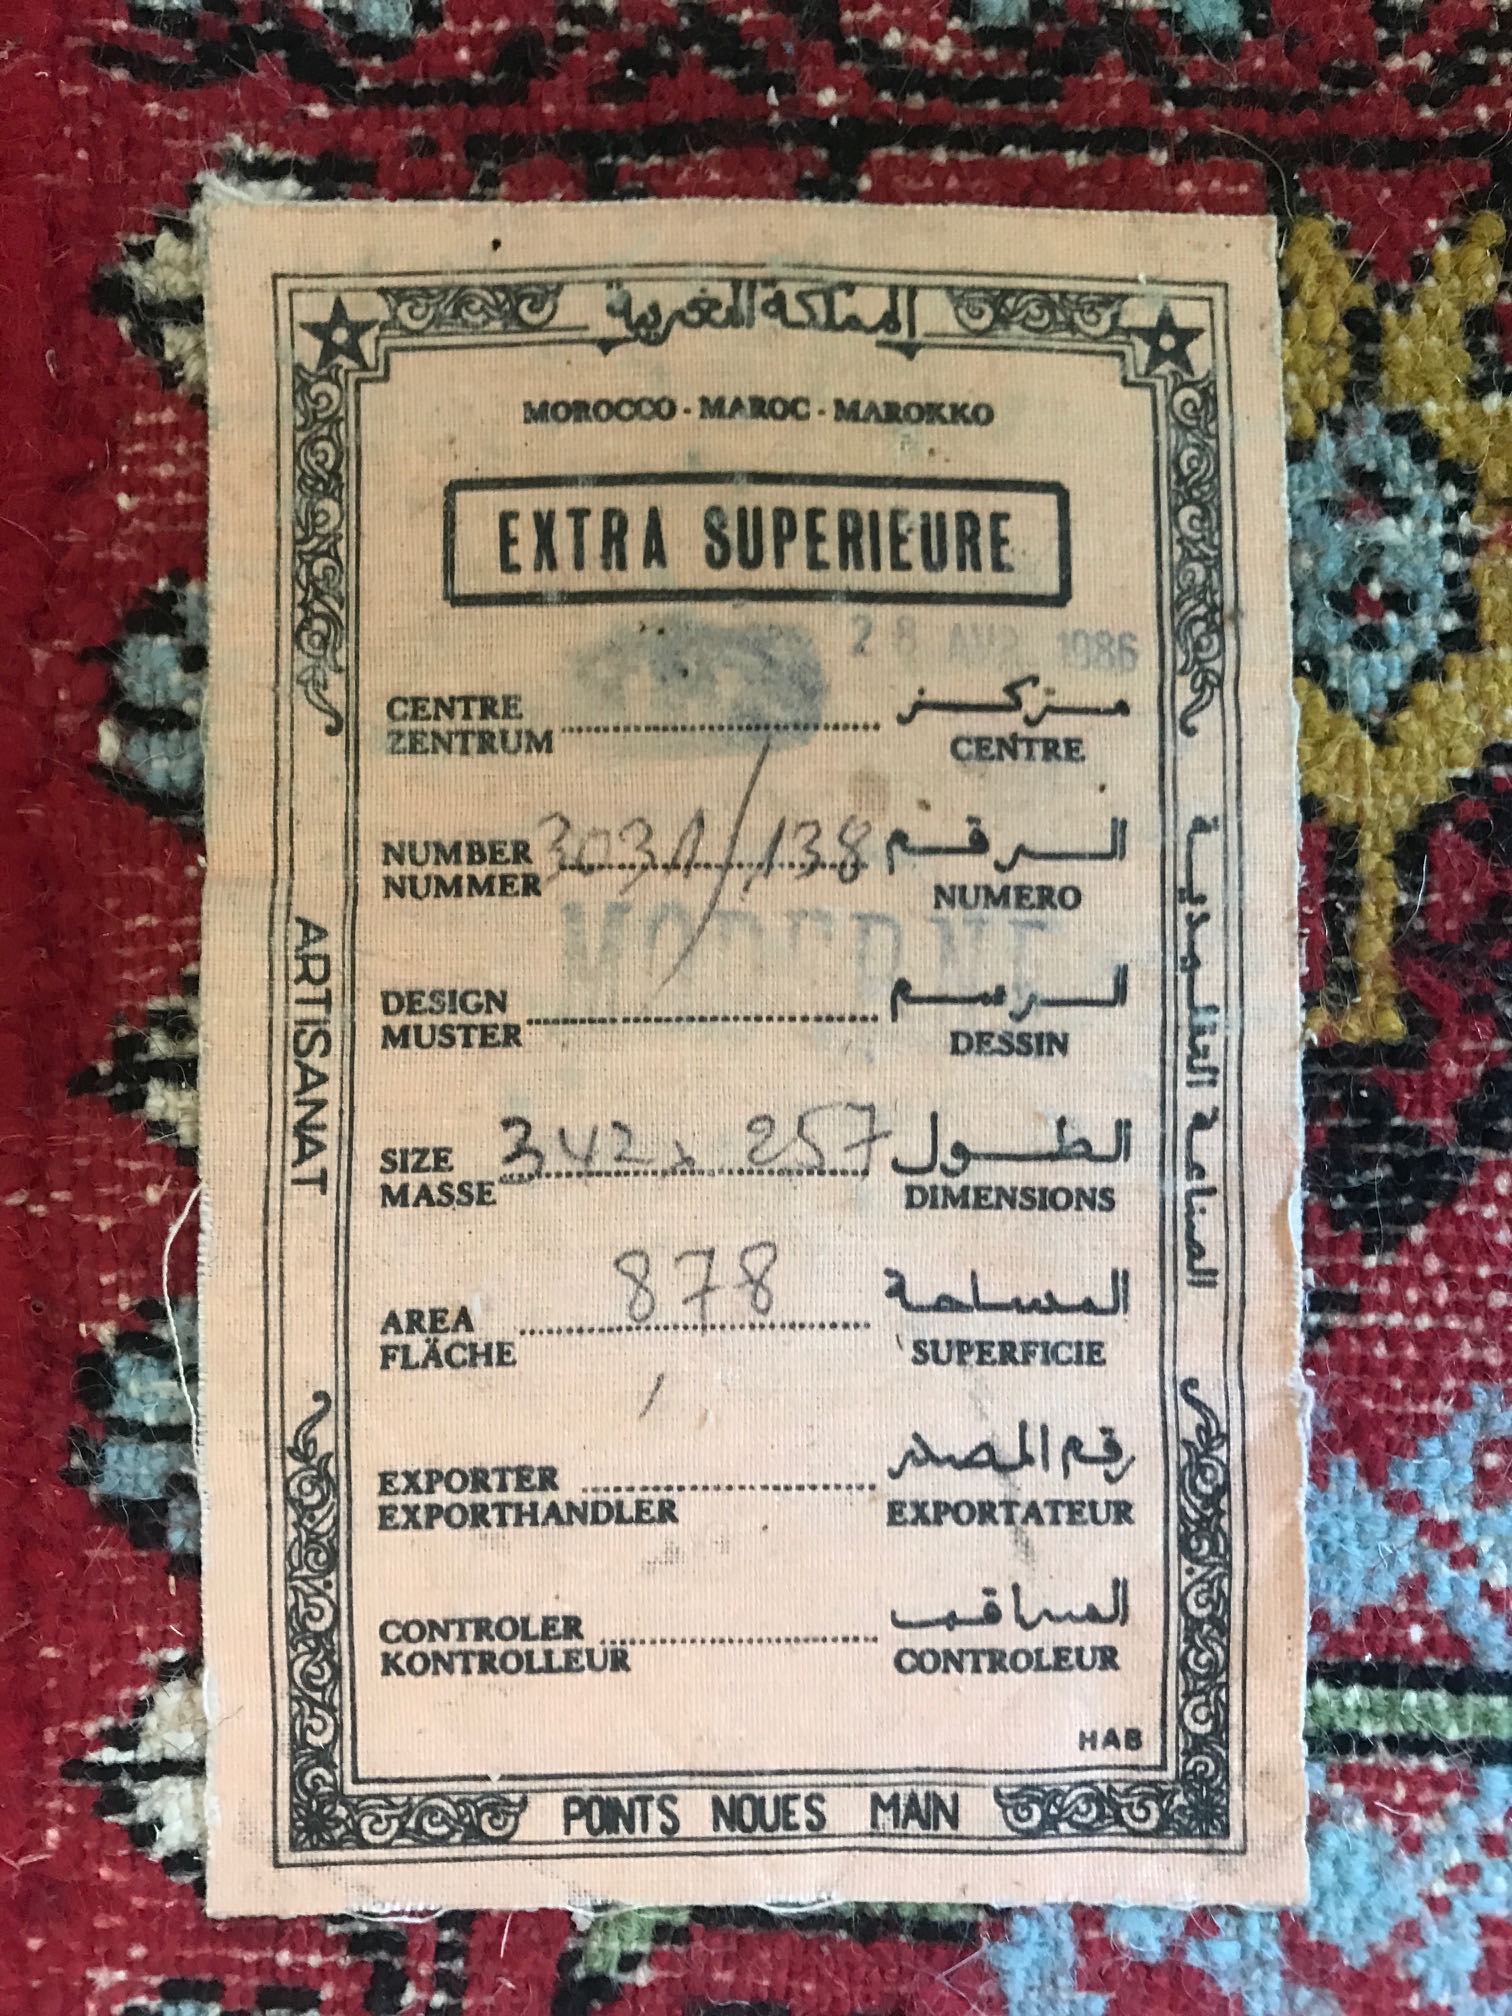 المملكة المغربية
MOROCCO - MAROC - MAROKKO
EXTRA SUPERIEURE
28 AVR. 1986
CENTRE مركز
ZENTRUM CENTRE
NUMBER 3031/138 الرقم
NUMMER NUMERO
MODERNE
DESIGN الرسم
MUSTER DESSIN
SIZE 342 x 257 الطول
MASSE DIMENSIONS
AREA 878 المساحة
FLÄCHE SUPERFICIE
EXPORTER رقم المصدر
EXPORTHANDLER EXPORTATEUR
CONTROLER المراقب
KONTROLLEUR CONTROLEUR
HAB
POINTS NOUES MAIN
ARTISANAT
الصناعة التقليدية